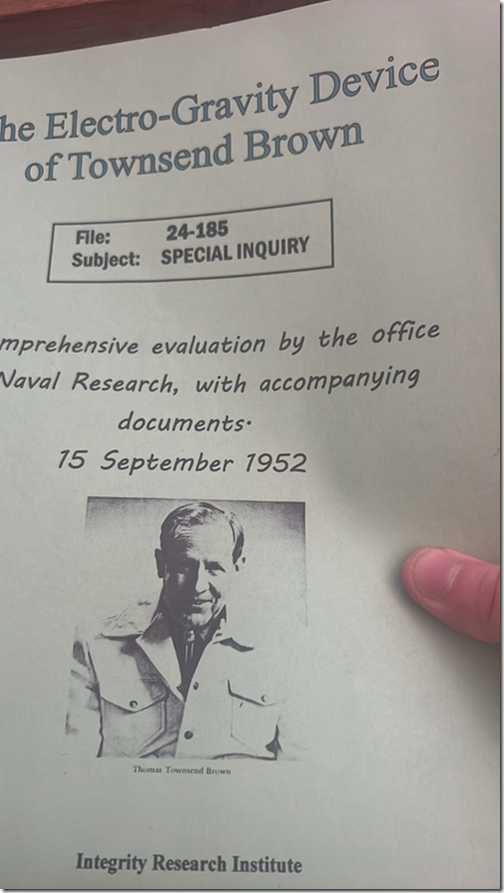 he Electro-Gravity Device
of Townsend Brown
File: 24-185
Subject: SPECIAL INQUIRY
mprehensive evaluation by the office
Naval Research, with accompanying
documents.
15 September 1952
Thomas Townsend Brown
Integrity Research Institute